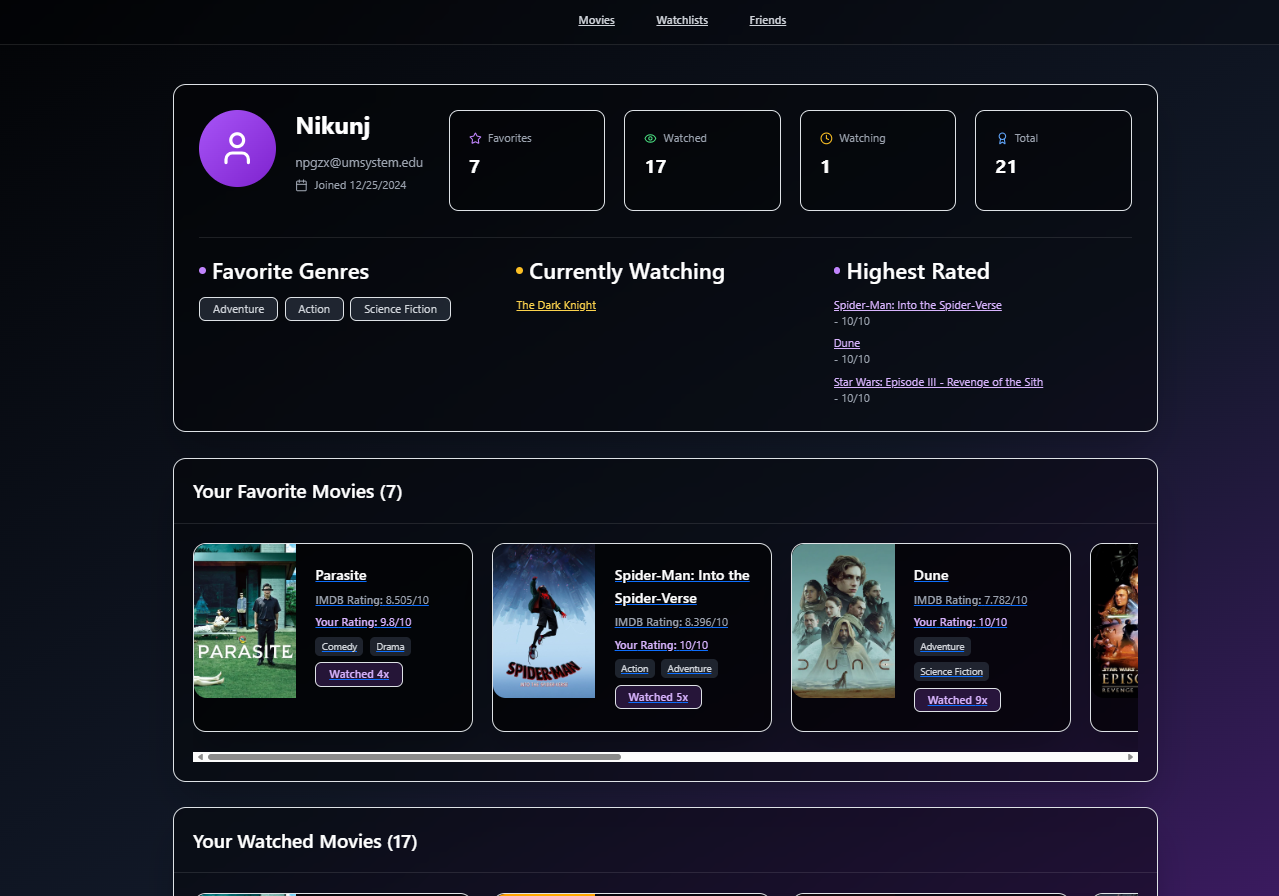 Movies Watchlists Friends
Nikunj
npgzx@umsystem.edu
Joined 12/25/2024
Favorites
7
Watched
17
Watching
1
Total
21
Favorite Genres
Adventure Action Science Fiction
Currently Watching
The Dark Knight
Highest Rated
Spider-Man: Into the Spider-Verse
- 10/10
Dune
- 10/10
Star Wars: Episode III - Revenge of the Sith
- 10/10
Your Favorite Movies (7)
PARASITE
Parasite
IMDB Rating: 8.505/10
Your Rating: 9.8/10
Comedy Drama
Watched 4x
SPIDER-MAN
Spider-Man: Into the
Spider-Verse
IMDB Rating: 8.396/10
Your Rating: 10/10
Action Adventure
Watched 5x
DUNE
Dune
IMDB Rating: 7.782/10
Your Rating: 10/10
Adventure
Science Fiction
Watched 9x
STAR WARS
Your Watched Movies (17)